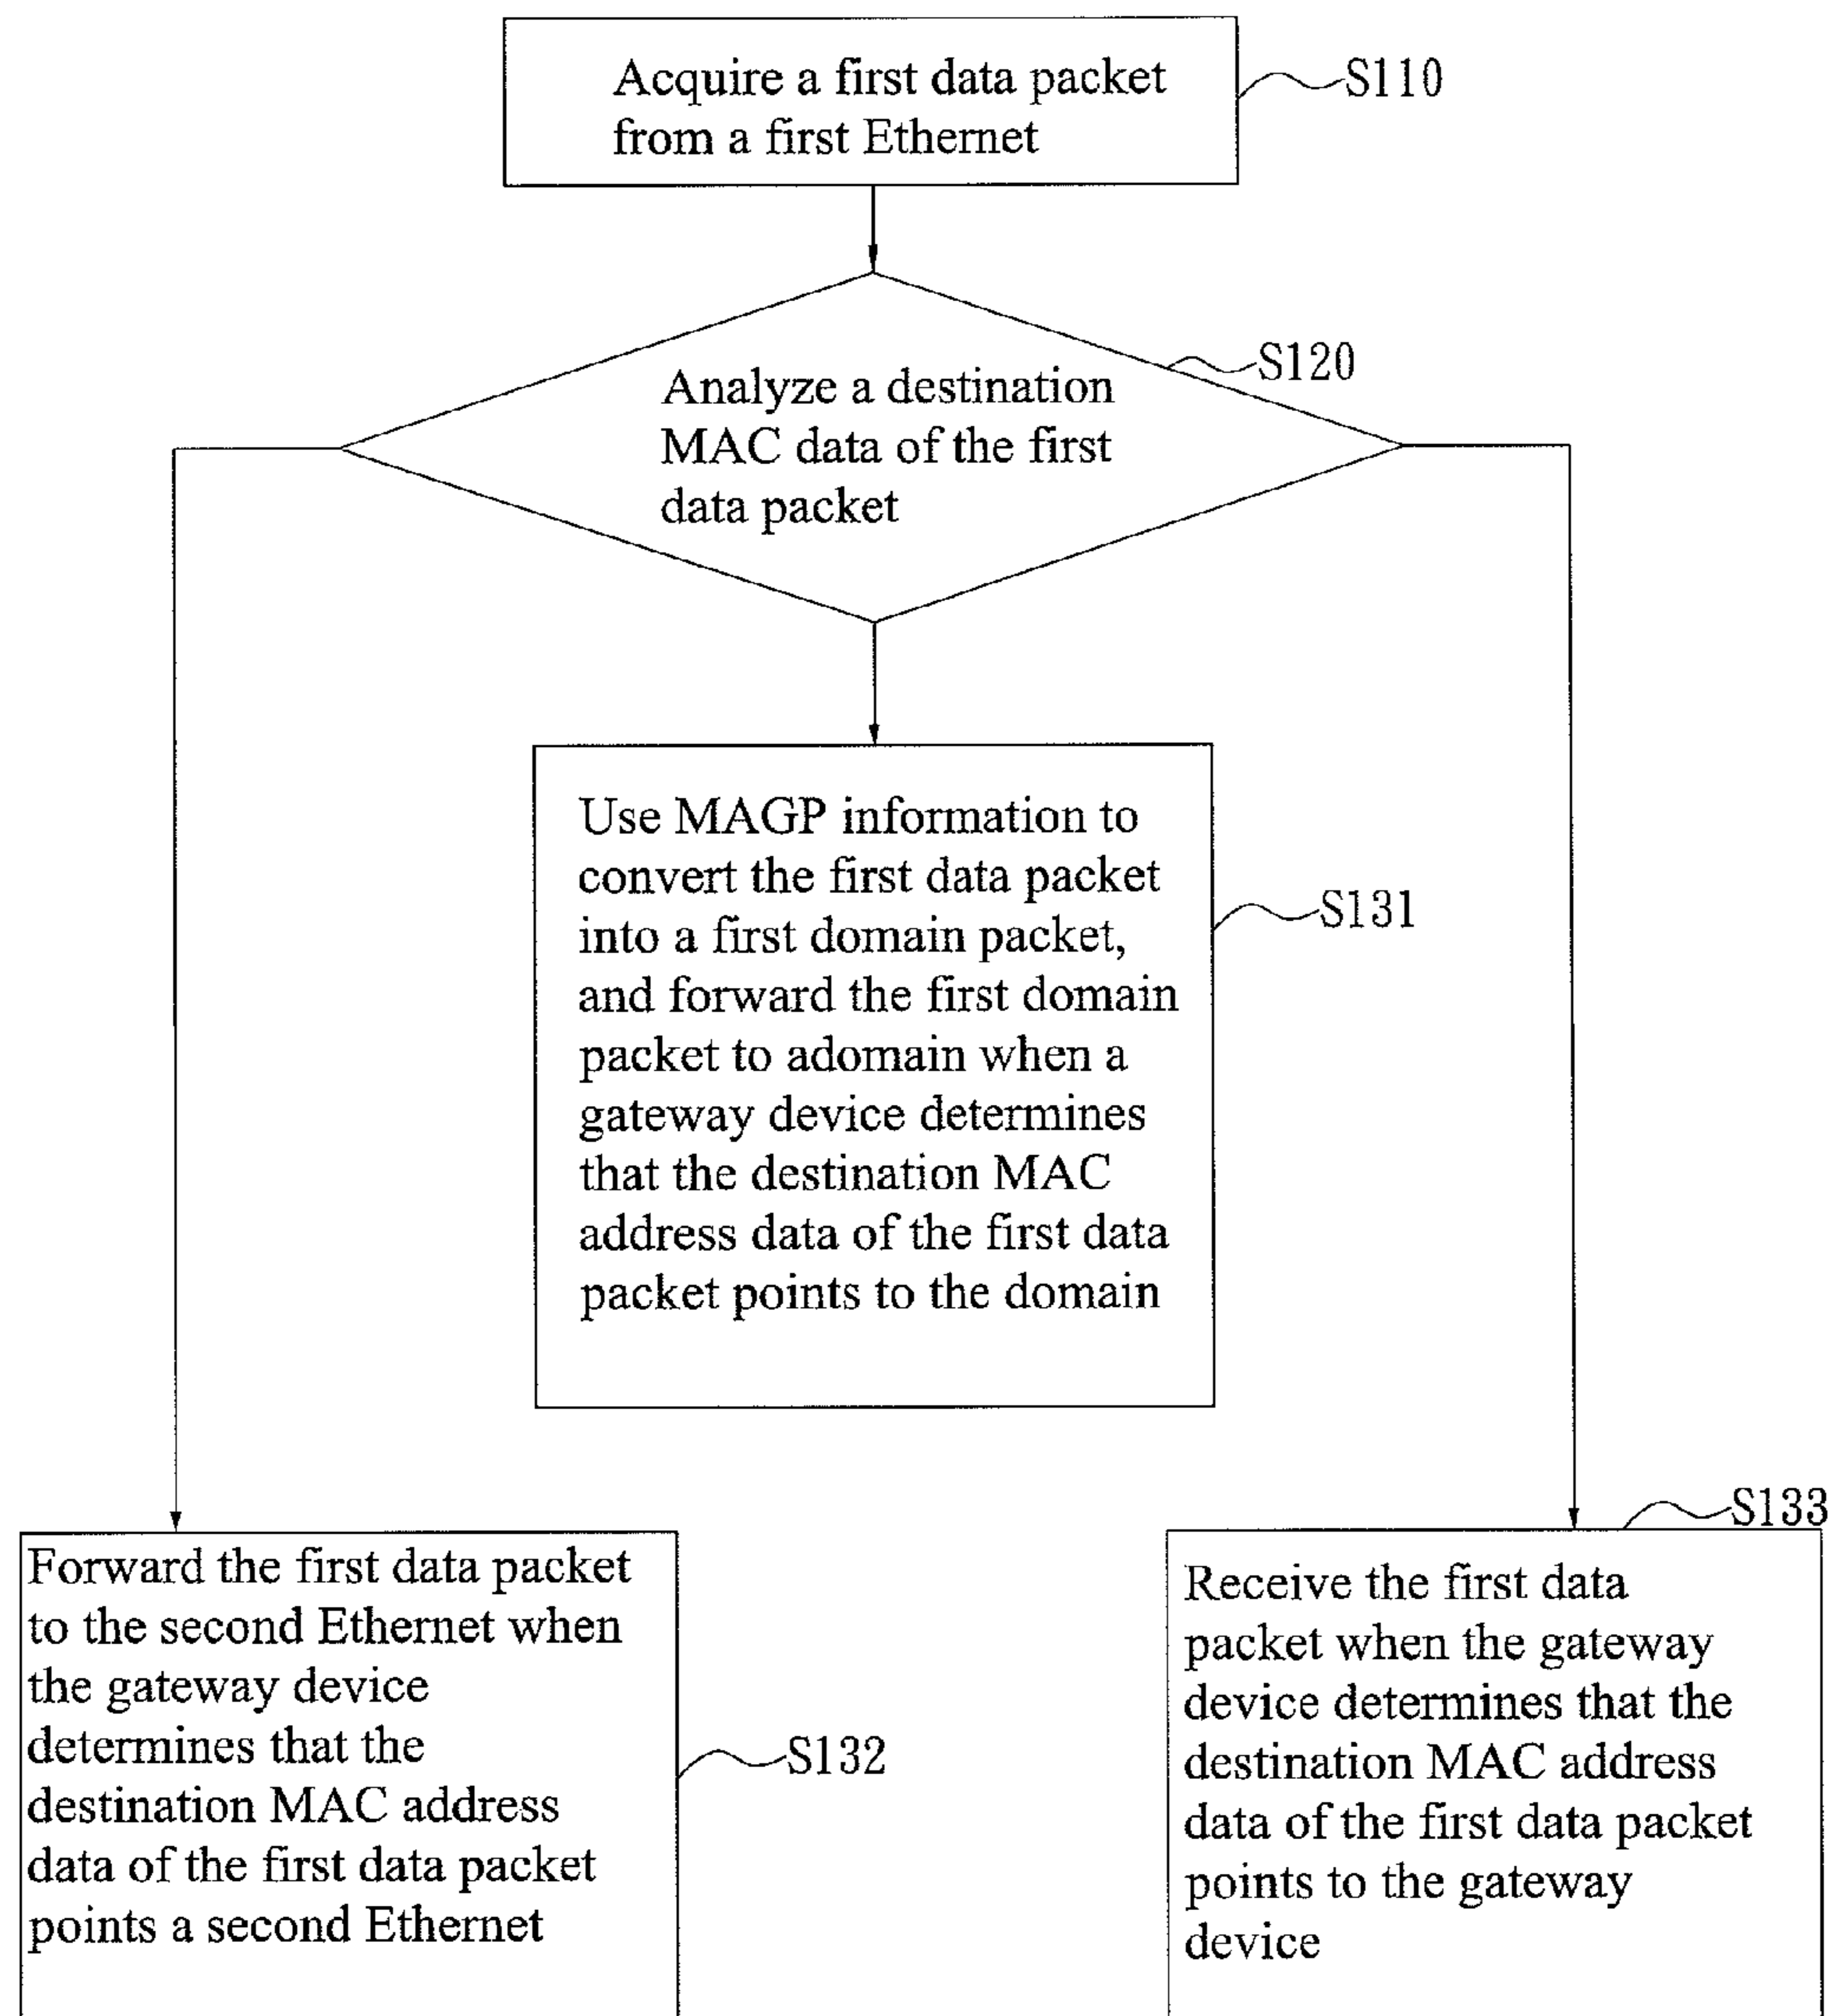 Acquire a first data packet
from a first Ethernet
S110
Analyze a destination
MAC data of the first
data packet
S120
Use MAGP information to
convert the first data packet
into a first domain packet,
and forward the first domain
packet to adomain when a
gateway device determines
that the destination MAC
address data of the first data
packet points to the domain
S131
Forward the first data packet
to the second Ethernet when
the gateway device
determines that the
destination MAC address
data of the first data packet
points a second Ethernet
S132
S133
Receive the first data
packet when the gateway
device determines that the
destination MAC address
data of the first data packet
points to the gateway
device